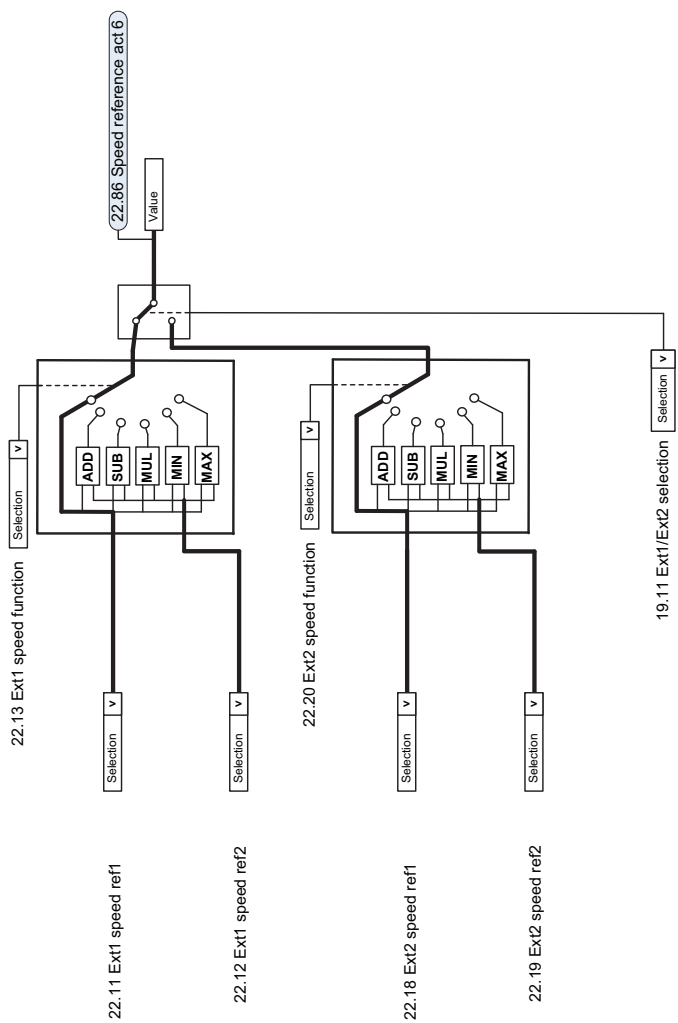 22.86 Speed reference act 6
Value
22.13 Ext1 speed function
Selection v
ADD
SUB
MUL
MIN
MAX
22.11 Ext1 speed ref1
Selection v
22.12 Ext1 speed ref2
Selection v
22.20 Ext2 speed function
Selection v
ADD
SUB
MUL
MIN
MAX
22.18 Ext2 speed ref1
Selection v
22.19 Ext2 speed ref2
Selection v
19.11 Ext1/Ext2 selection
Selection v